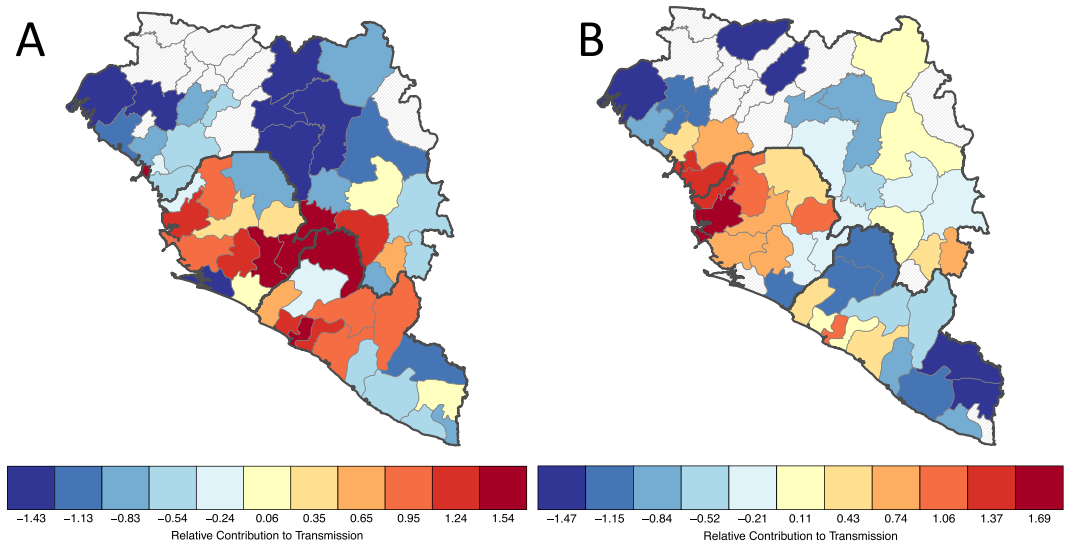 A
B
−1.43 −1.13 −0.83 −0.54 −0.24 0.06 0.35 0.65 0.95 1.24 1.54
Relative Contribution to Transmission
−1.47 −1.15 −0.84 −0.52 −0.21 0.11 0.43 0.74 1.06 1.37 1.69
Relative Contribution to Transmission